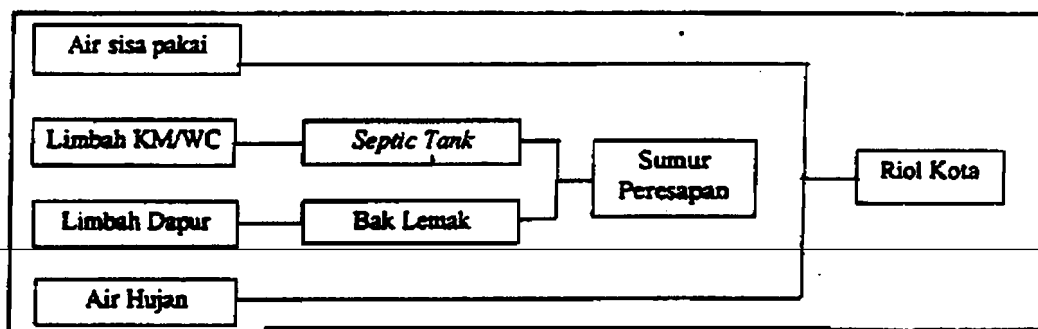 Air sisa pakai
Limbah KM/WC
Septic Tank
Sumur
Peresapan
Riol Kota
Limbah Dapur
Bak Lemak
Air Hujan